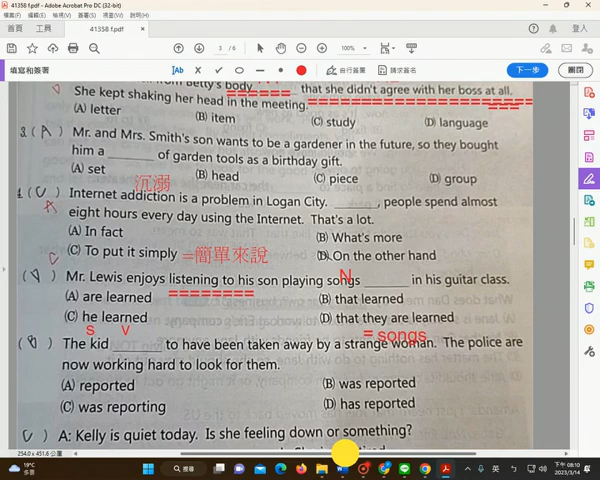 41358 f.pdf - Adobe Acrobat Pro DC (32-bit)
檔案(F) 編輯(E) 檢視(V) 簽署(S) 視窗(W) 說明(H)
首頁 工具 41358 f.pdf × 登入
3 / 6 100%
填寫和簽署 Ab 自行簽署 請求簽名 下一步 關閉
from Betty's body that she didn't agree with her boss at all.
She kept shaking her head in the meeting.
(A) letter (B) item (C) stud (D) language
3. (A) Mr. and Mrs. Smith's son wants to be a gardener in the future, so they bought
him a ______ of garden tools as a birthday gift.
(A) set (B) head (C) piece (D) group
沉溺
Internet addiction is a problem in Logan City. ______, people spend almost
A
eight hours every day using the Internet. That's a lot.
(A) In fact (B) What's more
(C) To put it simply =簡單來說 (D) On the other hand
N
Mr. Lewis enjoys listening to his son playing songs ______ in his guitar class.
(A) are learned (B) that learned
(C) he learned (D) that they are learned
S V = songs
The kid ______ to have been taken away by a strange woman. The police are
now working hard to look for them.
(A) reported (B) was reported
(C) was reporting (D) has reported
A: Kelly is quiet today. Is she feeling down or something?
254.0 x 451.6 公釐
19°C
多雲
搜尋
英
下午 08:10
2023/3/14